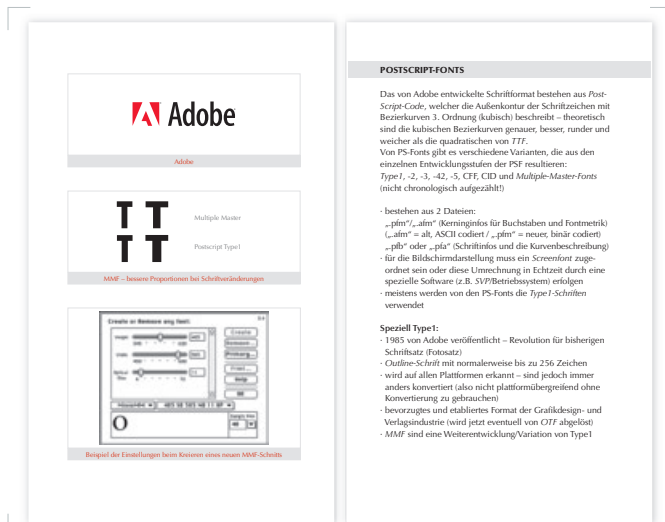 Adobe
Adobe
Multiple Master
Postscript Type1
MMF – bessere Proportionen bei Schriftveränderungen
Create or Remove any font:
Create
Remove...
Help
Beispiel der Einstellungen beim Kreieren eines neuen MMF-Schnitts
POSTSCRIPT-FONTS
Das von Adobe entwickelte Schriftformat bestehen aus Post-
Script-Code, welcher die Außenkontur der Schriftzeichen mit
Bezierkurven 3. Ordnung (kubisch) beschreibt – theoretisch
sind die kubischen Bezierkurven genauer, besser, runder und
weicher als die quadratischen von TTF.
Von PS-Fonts gibt es verschiedene Varianten, die aus den
einzelnen Entwicklungsstufen der PSF resultieren:
Type1, -2, -3, -42, -5, CFF, CID und Multiple-Master-Fonts
(nicht chronologisch aufgezählt!)
· bestehen aus 2 Dateien:
„.pfm“/„.afm“ (Kerninginfos für Buchstaben und Fontmetrik)
(„.afm“ = alt, ASCII codiert / „.pfm“ = neuer, binär codiert)
„.pfb“ oder „.pfa“ (Schriftinfos und die Kurvenbeschreibung)
· für die Bildschirmdarstellung muss ein Screenfont zuge-
ordnet sein oder diese Umrechnung in Echtzeit durch eine
spezielle Software (z.B. SVP/Betriebssystem) erfolgen
· meistens werden von den PS-Fonts die Type1-Schriften
verwendet
Speziell Type1:
· 1985 von Adobe veröffentlicht – Revolution für bisherigen
Schriftsatz (Fotosatz)
· Outline-Schrift mit normalerweise bis zu 256 Zeichen
· wird auf allen Plattformen erkannt – sind jedoch immer
anders konvertiert (also nicht plattformübergreifend ohne
Konvertierung zu gebrauchen)
· bevorzugtes und etabliertes Format der Grafikdesign- und
Verlagsindustrie (wird jetzt eventuell von OTF abgelöst)
· MMF sind eine Weiterentwicklung/Variation von Type1